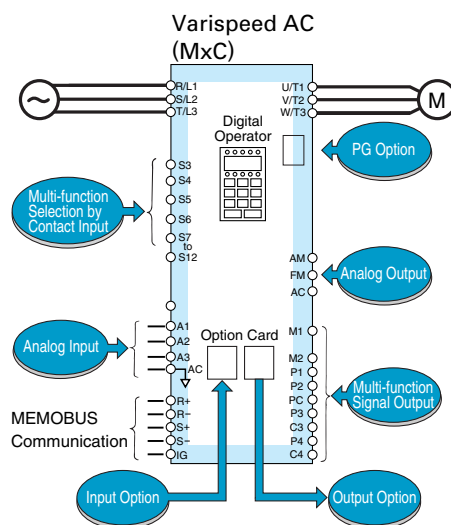 Varispeed AC
(MxC)
R/L1
S/L2
T/L3
U/T1
V/T2
W/T3
M
Digital
Operator
PG Option
S3
S4
S5
S6
S7
to
S12
Multi-function
Selection by
Contact Input
AM
FM
AC
Analog Output
A1
A2
A3
AC
Analog Input
Option Card
M1
M2
P1
P2
PC
P3
C3
P4
C4
Multi-function
Signal Output
R+
R−
S+
S−
IG
MEMOBUS
Communication
Input Option
Output Option